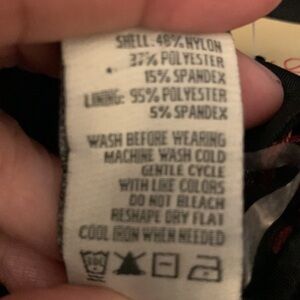 SHELL: 48% NYLON
37% POLYESTER
15% SPANDEX
LINING: 95% POLYESTER
5% SPANDEX
WASH BEFORE WEARING
MACHINE WASH COLD
GENTLE CYCLE
WITH LIKE COLORS
DO NOT BLEACH
RESHAPE DRY FLAT
COOL IRON WHEN NEEDED